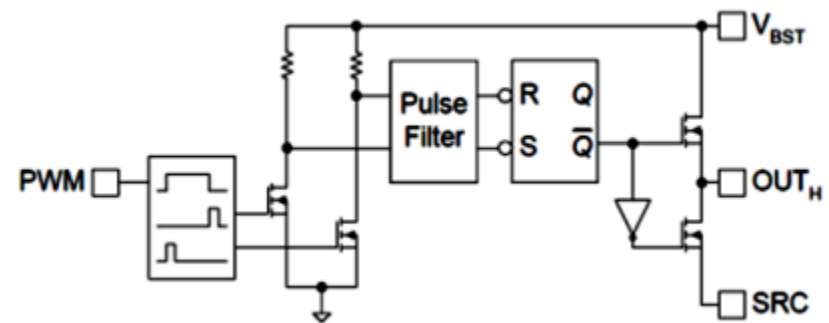 V_BST
Pulse
Filter
R Q
S Q̅
PWM
OUT_H
SRC